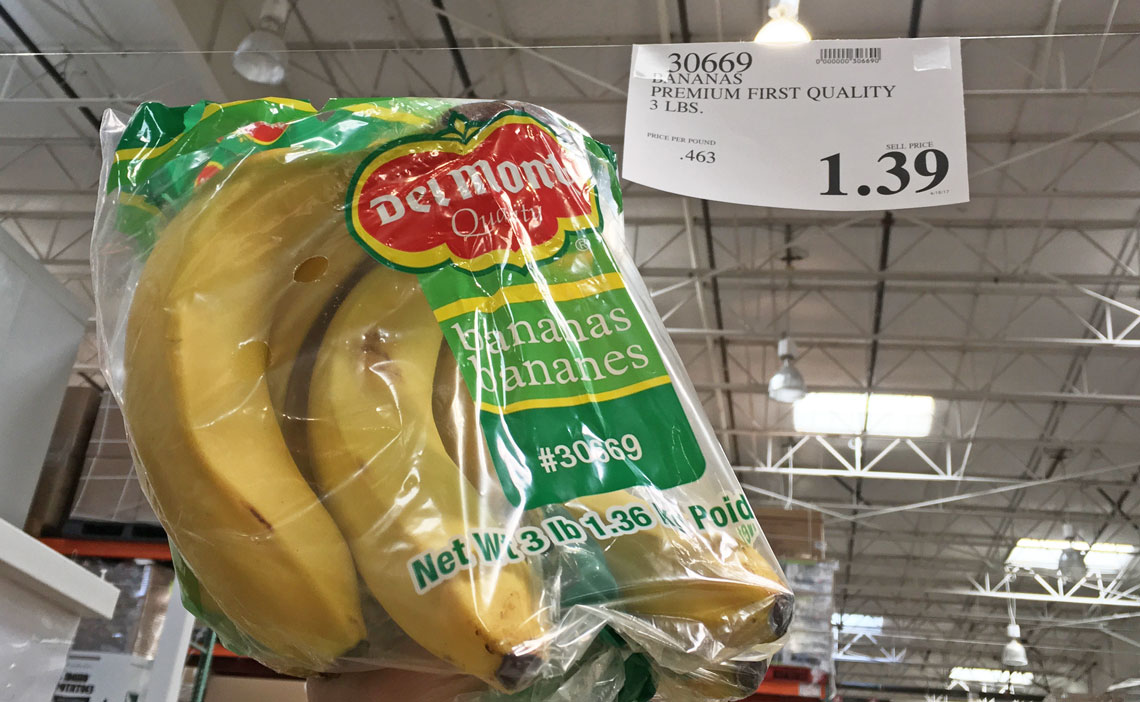 30669
BANANAS
PREMIUM FIRST QUALITY
3 LBS.
PRICE PER POUND
.463
SELL PRICE
1.39
Del Monte
Quality
®
bananas
bananes
#30669
Net Wt 3 lb 1.36 kg Poid